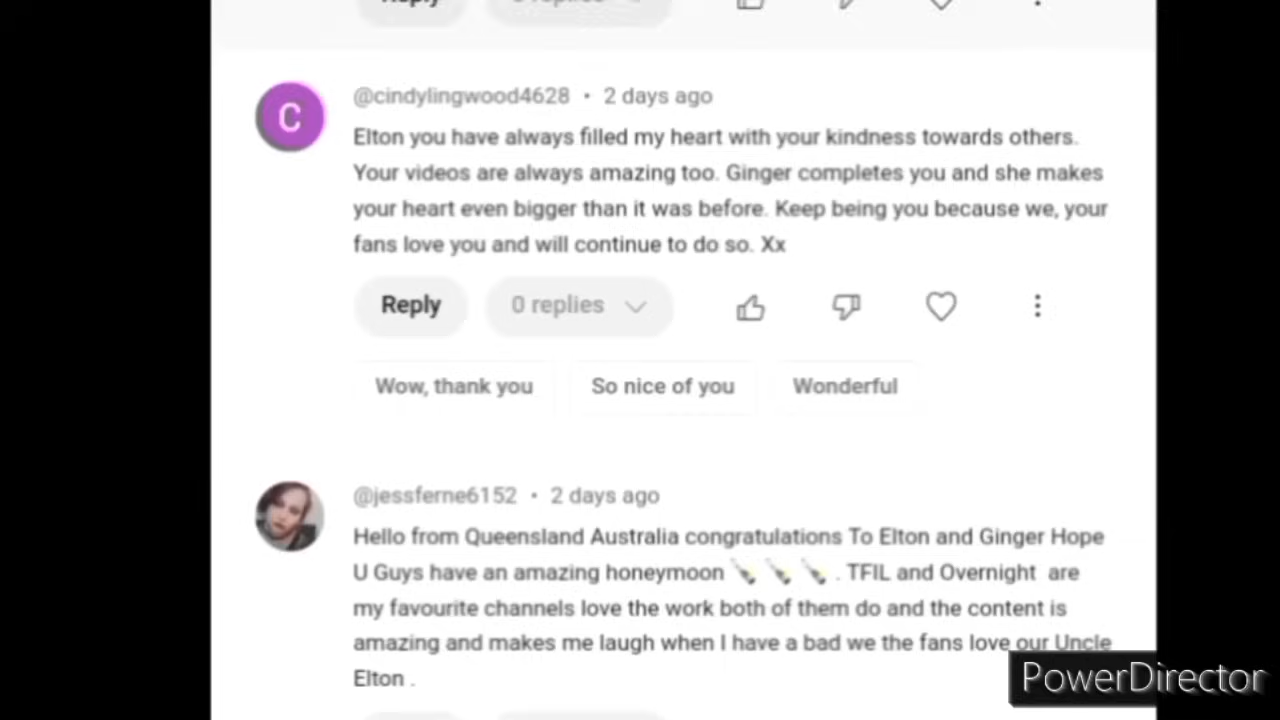 Reply
0 replies
C
@cindylingwood4628 • 2 days ago
Elton you have always filled my heart with your kindness towards others.
Your videos are always amazing too. Ginger completes you and she makes
your heart even bigger than it was before. Keep being you because we, your
fans love you and will continue to do so. Xx
Reply
0 replies
Wow, thank you
So nice of you
Wonderful
@jessferne6152 • 2 days ago
Hello from Queensland Australia congratulations To Elton and Ginger Hope
U Guys have an amazing honeymoon 🍾 🍾 🍾 . TFIL and Overnight are
my favourite channels love the work both of them do and the content is
amazing and makes me laugh when I have a bad we the fans love our Uncle
Elton .
PowerDirector